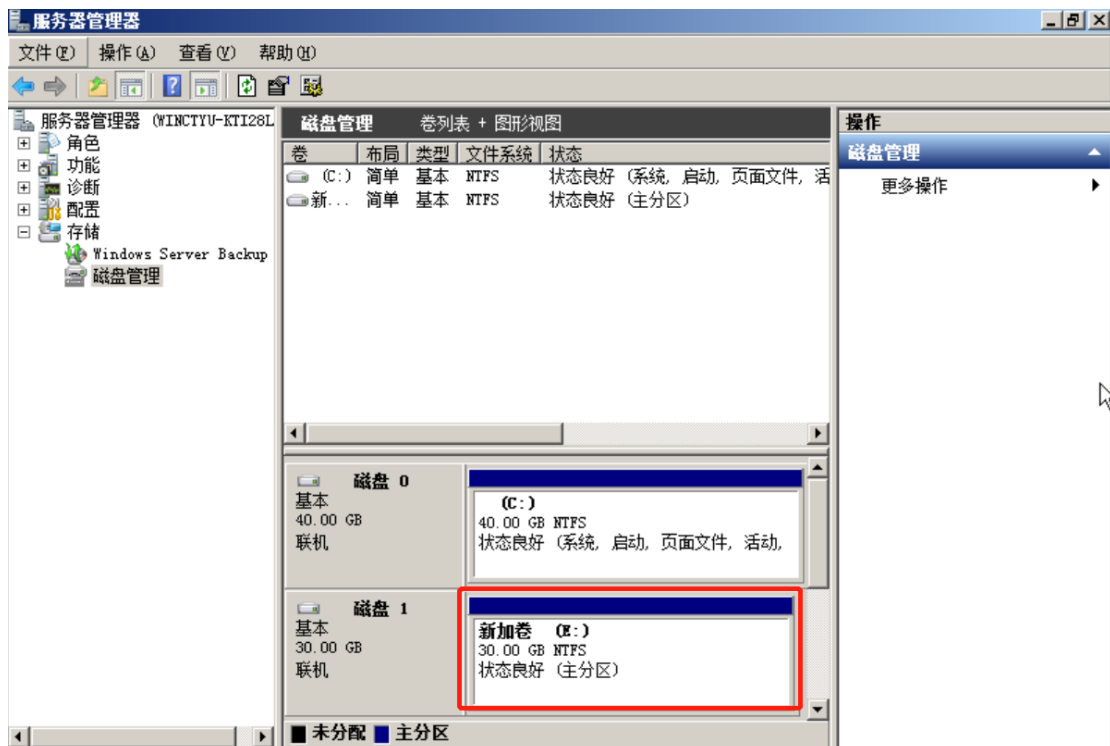 服务器管理器
文件(F) 操作(A) 查看(V) 帮助(H)
服务器管理器 (WINCTYU-KTI28L
角色
功能
诊断
配置
存储
Windows Server Backup
磁盘管理
磁盘管理 卷列表 + 图形视图
卷 布局 类型 文件系统 状态
(C:) 简单 基本 NTFS 状态良好 (系统, 启动, 页面文件, 活
新... 简单 基本 NTFS 状态良好 (主分区)
磁盘 0
基本
40.00 GB
联机
(C:)
40.00 GB NTFS
状态良好 (系统, 启动, 页面文件, 活动,
磁盘 1
基本
30.00 GB
联机
新加卷 (E:)
30.00 GB NTFS
状态良好 (主分区)
未分配 主分区
操作
磁盘管理
更多操作